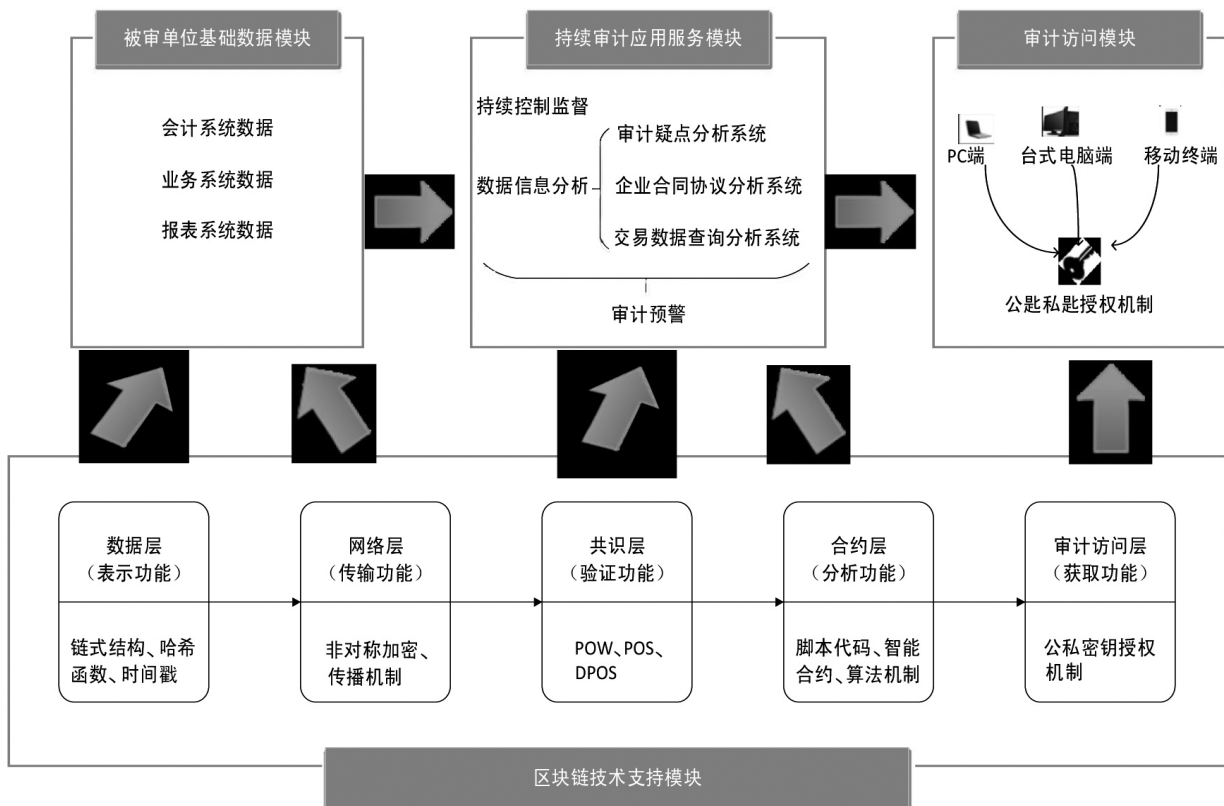 被审单位基础数据模块
会计系统数据
业务系统数据
报表系统数据
持续审计应用服务模块
持续控制监督
数据信息分析
审计疑点分析系统
企业合同协议分析系统
交易数据查询分析系统
审计预警
审计访问模块
PC端
台式电脑端
移动终端
公匙私匙授权机制
数据层
（表示功能）
链式结构、哈希
函数、时间戳
网络层
（传输功能）
非对称加密、
传播机制
共识层
（验证功能）
POW、POS、
DPOS
合约层
（分析功能）
脚本代码、智能
合约、算法机制
审计访问层
（获取功能）
公私密钥授权
机制
区块链技术支持模块